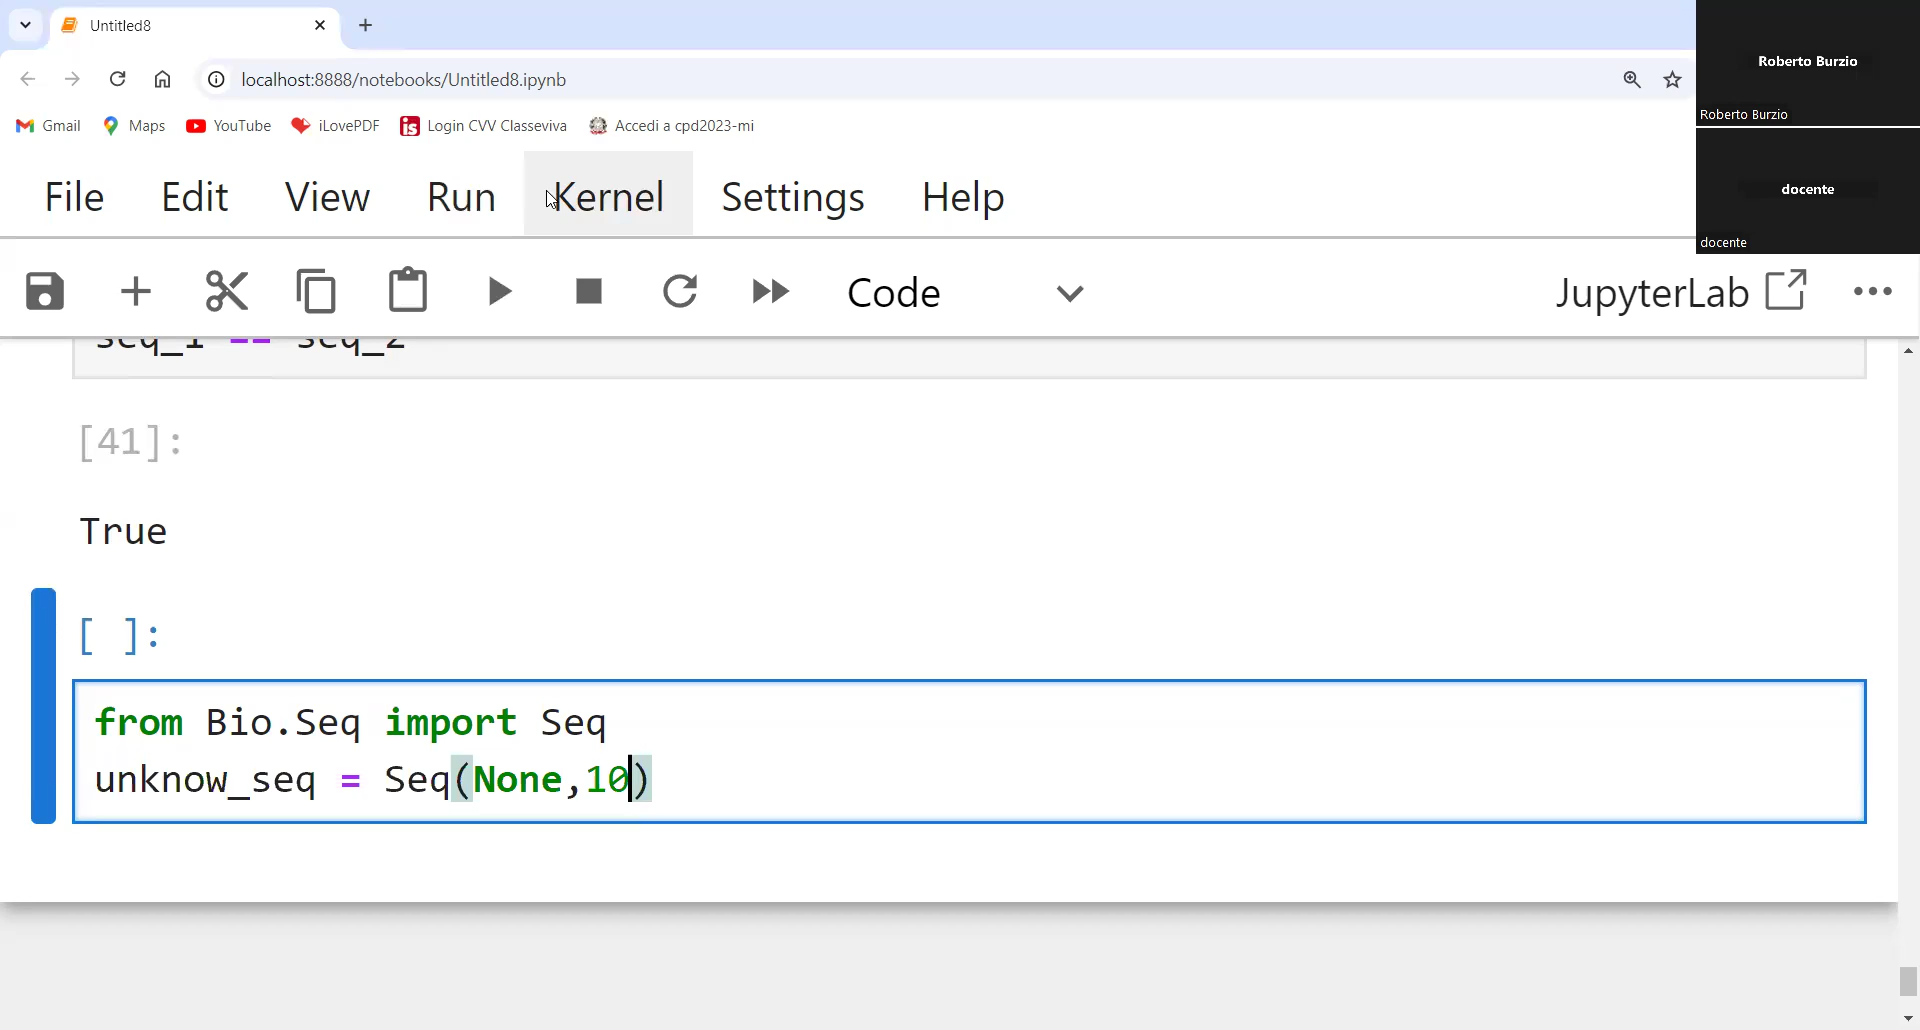 Untitled8
localhost:8888/notebooks/Untitled8.ipynb
Gmail Maps YouTube iLovePDF Login CVV Classeviva Accedi a cpd2023-mi
Roberto Burzio
Roberto Burzio
docente
docente
File Edit View Run Kernel Settings Help
Code JupyterLab
seq_1 == seq_2
[41]:
True
[ ]:
from Bio.Seq import Seq
unknow_seq = Seq(None,10)